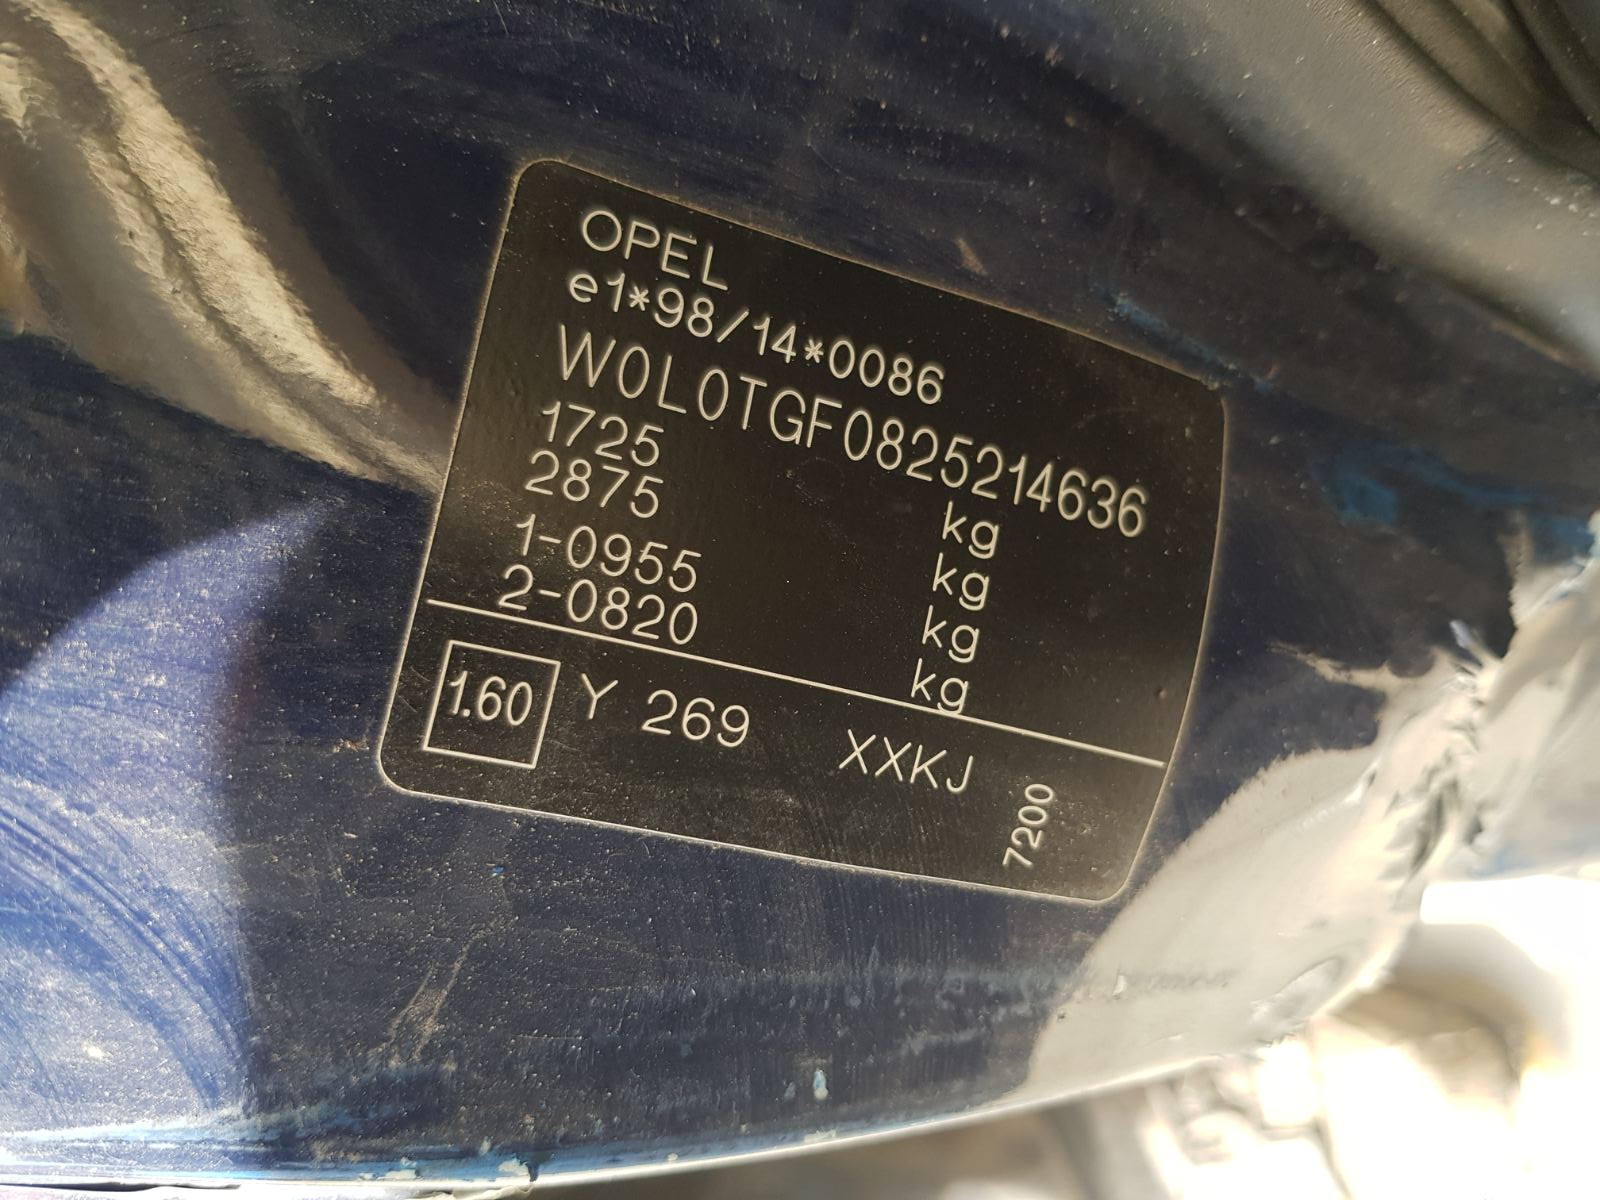 OPEL
e1*98/14*0086
W0L0TGF0825214636
1725 kg
2875 kg
1-0955 kg
2-0820 kg
1.60 Y 269 XXKJ
7200